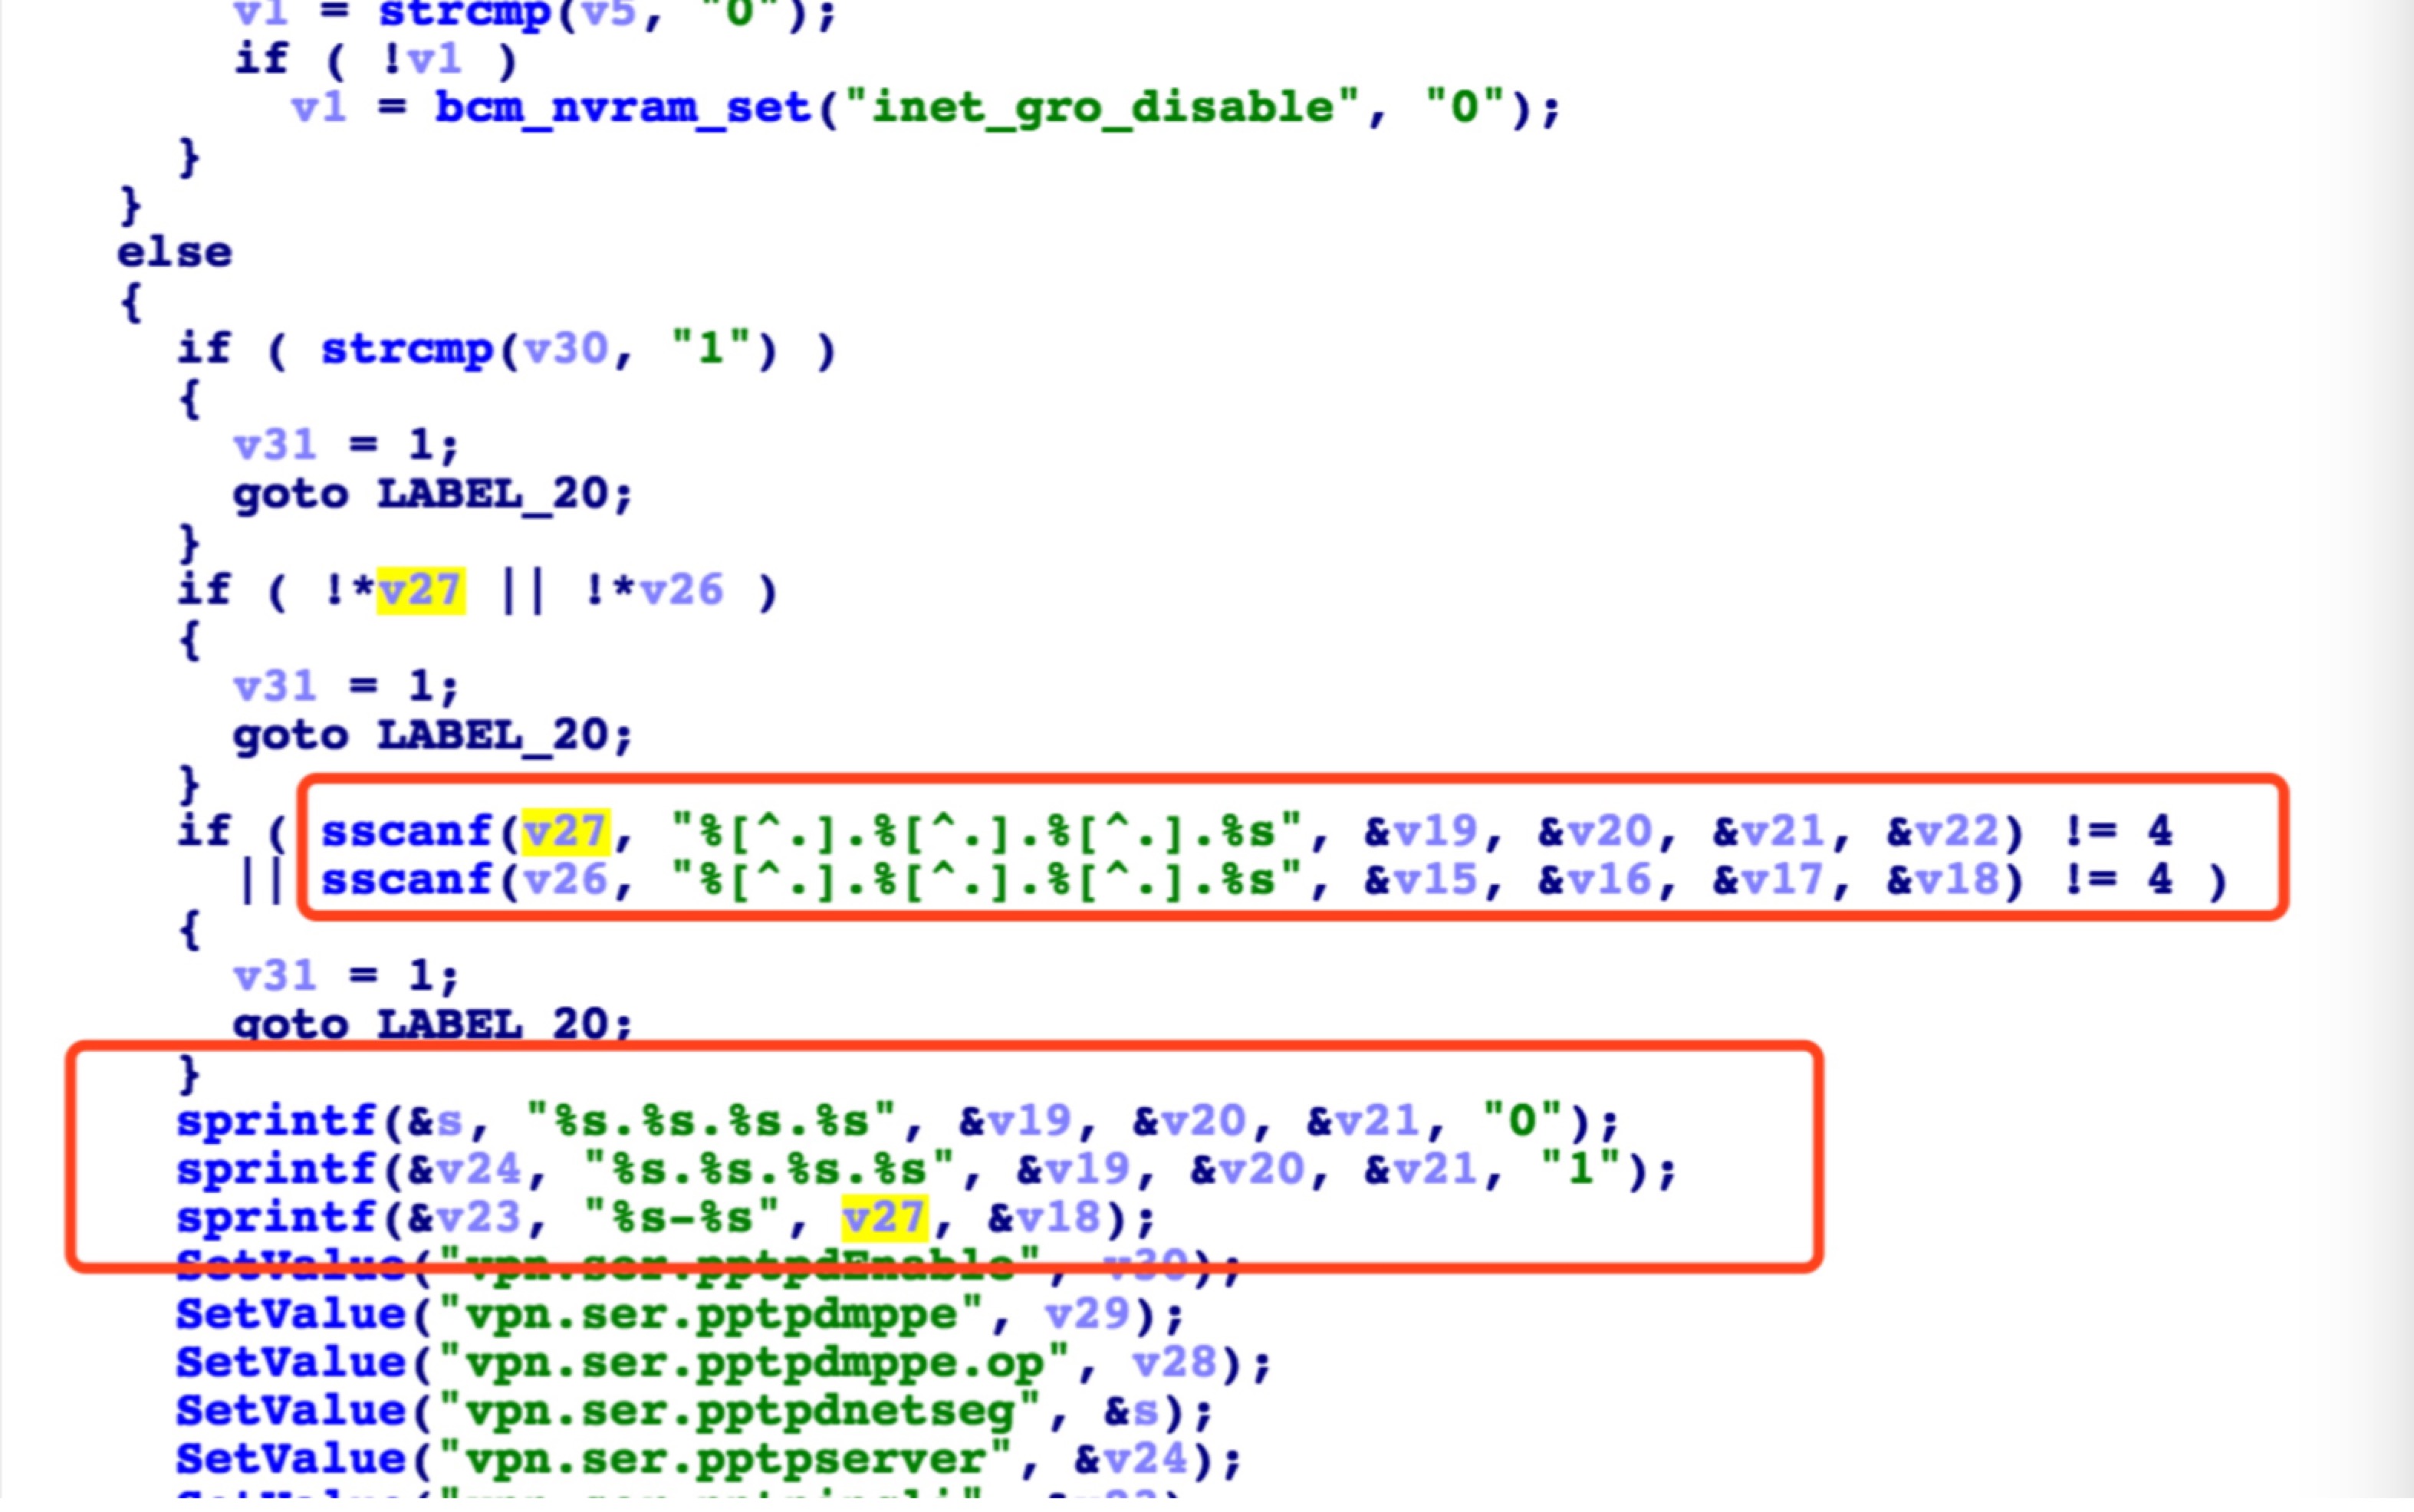 v1 = strcmp(v5, "0");
if ( !v1 )
v1 = bcm_nvram_set("inet_gro_disable", "0");
}
}
else
{
if ( strcmp(v30, "1") )
{
v31 = 1;
goto LABEL_20;
}
if ( !*v27 || !*v26 )
{
v31 = 1;
goto LABEL_20;
}
if ( sscanf(v27, "%[^.].%[^.].%[^.].%s", &v19, &v20, &v21, &v22) != 4
|| sscanf(v26, "%[^.].%[^.].%[^.].%s", &v15, &v16, &v17, &v18) != 4 )
{
v31 = 1;
goto LABEL_20;
}
sprintf(&s, "%s.%s.%s.%s", &v19, &v20, &v21, "0");
sprintf(&v24, "%s.%s.%s.%s", &v19, &v20, &v21, "1");
sprintf(&v23, "%s-%s", v27, &v18);
SetValue("vpn.ser.pptpdEnable", v30);
SetValue("vpn.ser.pptpdmppe", v29);
SetValue("vpn.ser.pptpdmppe.op", v28);
SetValue("vpn.ser.pptpdnetseg", &s);
SetValue("vpn.ser.pptpserver", &v24);